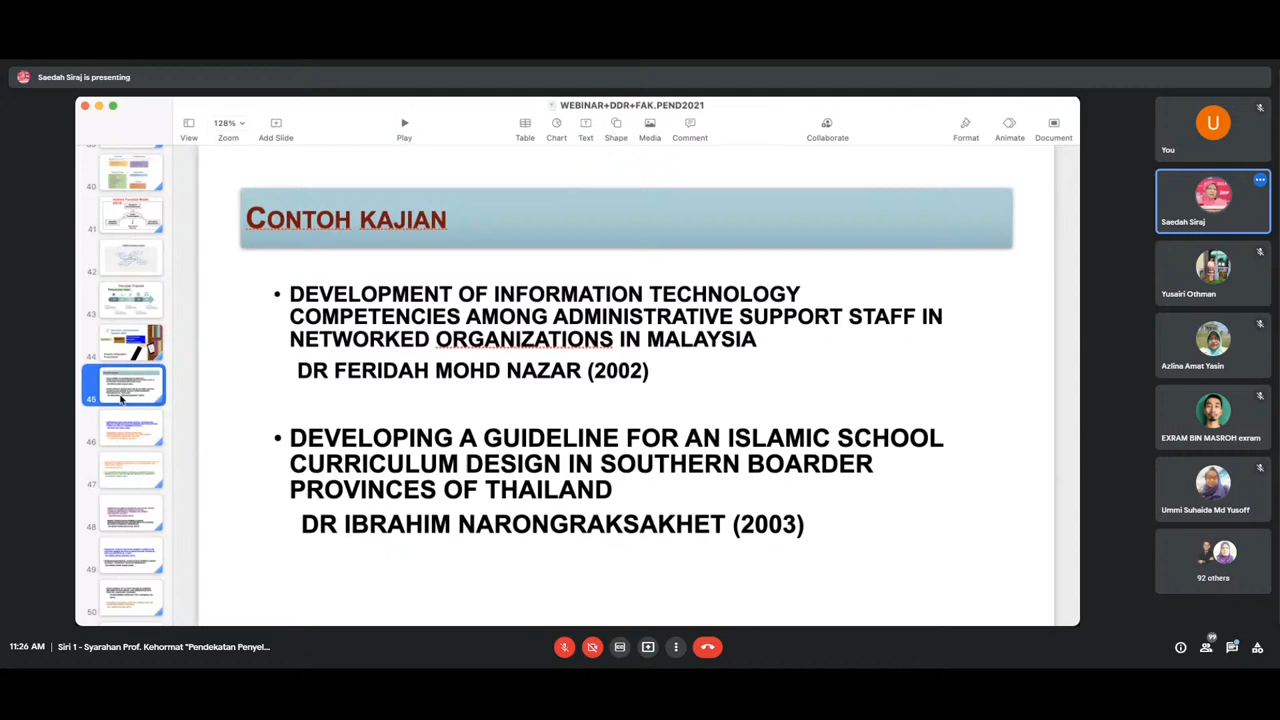 Saedah Siraj is presenting
WEBINAR+DDR+FAK.PEND2021
128%
View
Zoom
Add Slide
Play
Table
Chart
Text
Shape
Media
Comment
Collaborate
Format
Animate
Document
40
41
42
43
44
45
46
47
48
49
50
CONTOH KAJIAN
• DEVELOPMENT OF INFORMATION TECHNOLOGY
COMPETENCIES AMONG ADMINISTRATIVE SUPPORT STAFF IN
NETWORKED ORGANIZATIONS IN MALAYSIA
DR FERIDAH MOHD NAZAR (2002)
• DEVELOPING A GUIDELINE FOR AN ISLAMIC SCHOOL
CURRICULUM DESIGN IN SOUTHERN BOARDER
PROVINCES OF THAILAND
DR IBRAHIM NARONGRAKSAKHET (2003)
U
You
Saedah Siraj
Yusairi Othman
Azlina Amat Yasin
EXRAM BIN MASROH exram
Ummi Suhaida Md Yusoff
92 others
11:26 AM
Siri 1 - Syarahan Prof. Kehormat "Pendekatan Penyel...
99